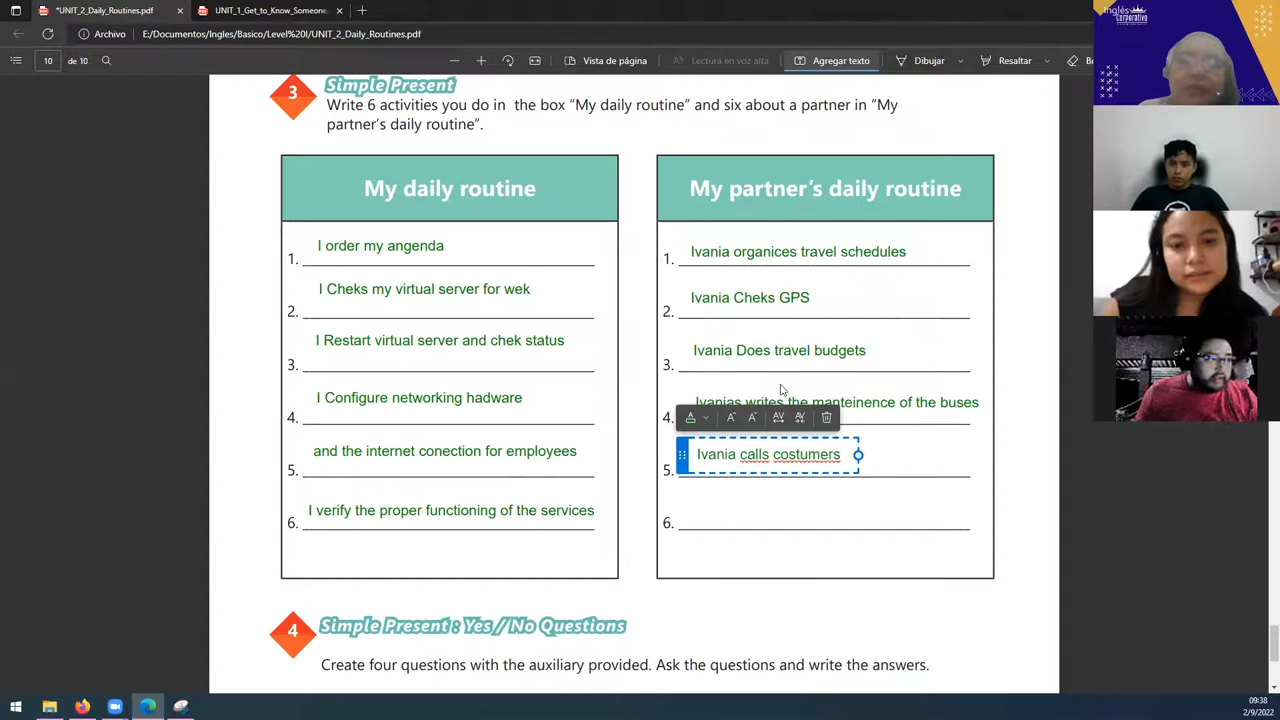 *UNIT_2_Daily_Routines.pdf
UNIT_1_Get_to_Know_Someone
Archivo
E:/Documentos/Ingles/Basico/Level%20I/UNIT_2_Daily_Routines.pdf
10
de 10
Vista de página
Lectura en voz alta
Agregar texto
Dibujar
Resaltar
Inglés
Corporativo
3
Simple Present
Write 6 activities you do in the box “My daily routine” and six about a partner in “My
partner’s daily routine”.
My daily routine
1. I order my angenda
2. I Cheks my virtual server for wek
3. I Restart virtual server and chek status
4. I Configure networking hadware
5. and the internet conection for employees
6. I verify the proper functioning of the services
My partner’s daily routine
1. Ivania organices travel schedules
2. Ivania Cheks GPS
3. Ivania Does travel budgets
4. Ivanias writes the manteinence of the buses
5. Ivania calls costumers
6.
4
Simple Present : Yes/No Questions
Create four questions with the auxiliary provided. Ask the questions and write the answers.
09:38
2/9/2022